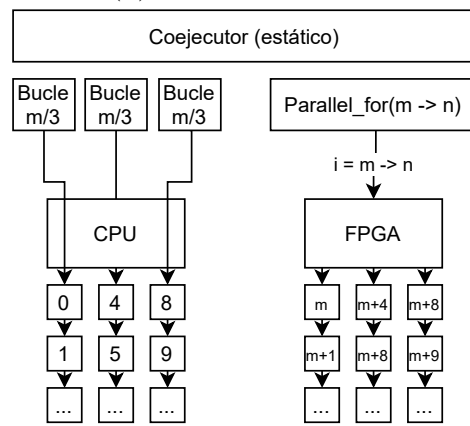 Coejecutor (estático)
Bucle Bucle Bucle
m/3 m/3 m/3
Parallel_for(m -> n)
i = m -> n
CPU
FPGA
0 4 8
m m+4 m+8
1 5 9
m+1 m+8 m+9
... ... ...
... ... ...